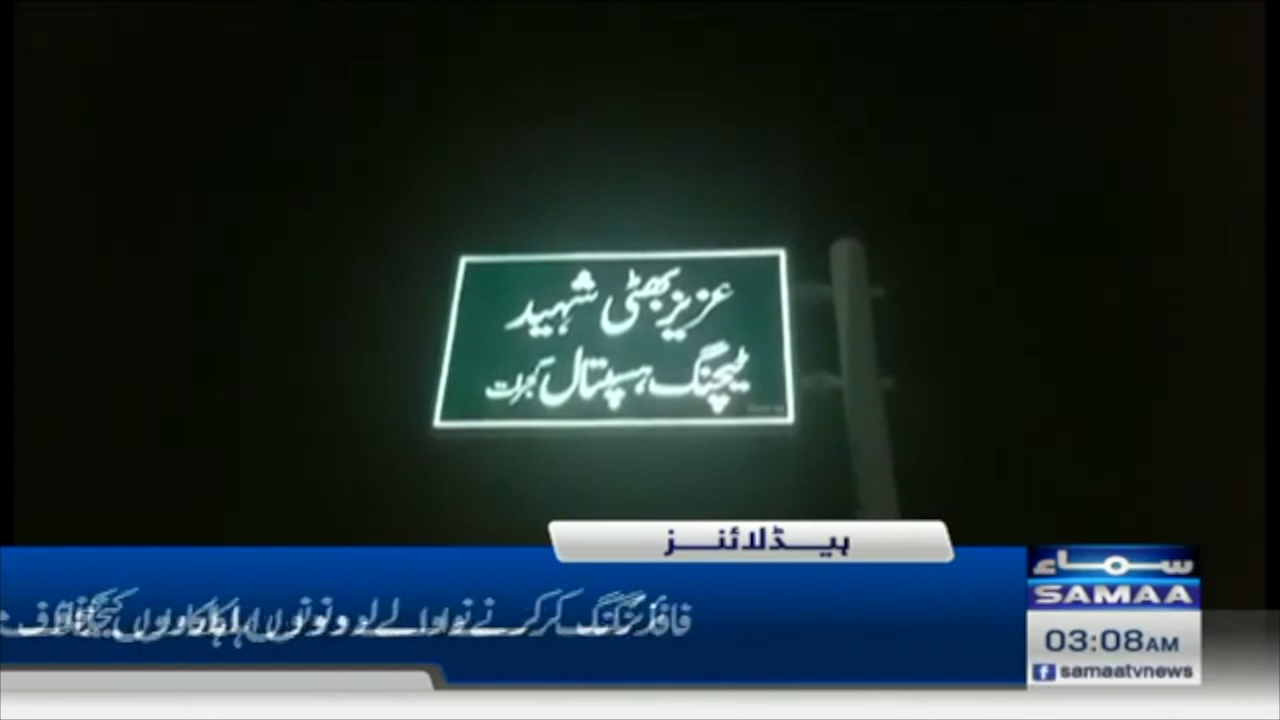 عزیز بھٹی شہید
ٹیچنگ ہسپتال گجرات
ہیڈلائنز
سماء
SAMAA
03:08AM
samaatvnews